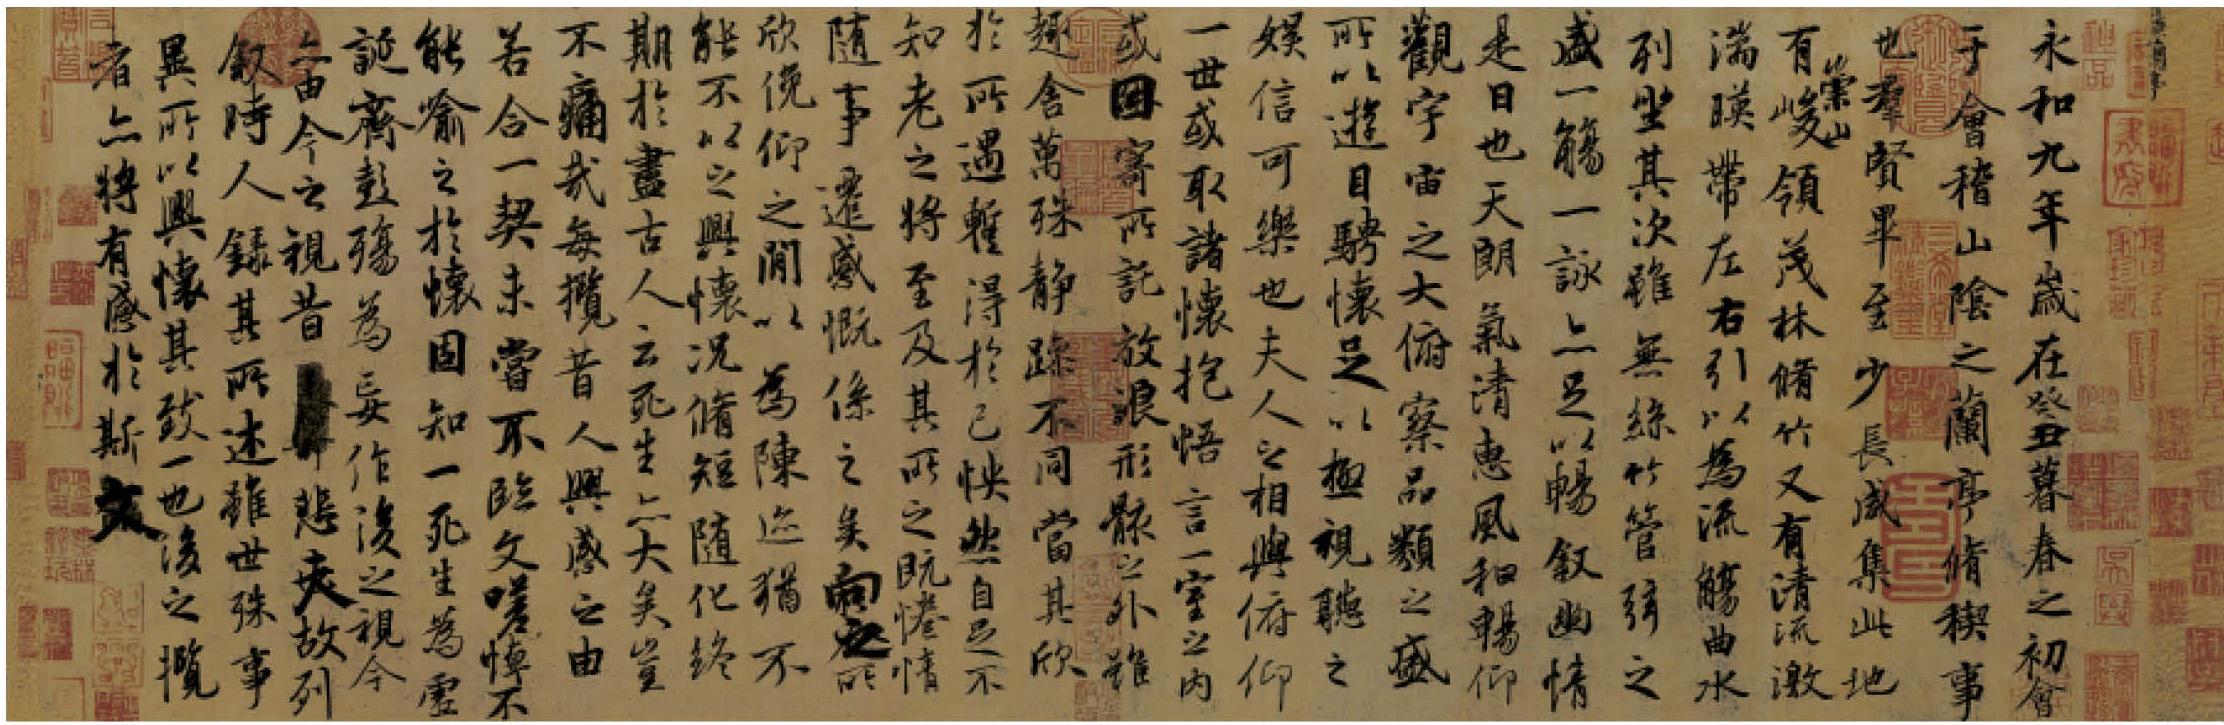 永和九年歲在癸丑暮春之初會
于會稽山陰之蘭亭脩稧事
也羣賢畢至少長咸集此地
有崇山峻領茂林脩竹又有清流激
湍暎帶左右引以為流觴曲水
列坐其次雖無絲竹管弦之
盛一觴一詠亦足以暢敘幽情
是日也天朗氣清惠風和暢仰
觀宇宙之大俯察品類之盛
所以遊目騁懷足以極視聽之
娛信可樂也夫人之相與俯仰
一世或取諸懷抱悟言一室之內
或因寄所託放浪形骸之外雖
趣舍萬殊靜躁不同當其欣
於所遇暫得於己怏然自足不
知老之將至及其所之既惓情
隨事遷感慨係之矣向之所
欣俛仰之閒以為陳迹猶不
能不以之興懷況脩短隨化終
期於盡古人云死生亦大矣豈
不痛哉每攬昔人興感之由
若合一契未嘗不臨文嗟悼不
能喻之於懷固知一死生為虛
誕齊彭殤為妄作後之視今
亦由今之視昔悲夫故列
敘時人錄其所述雖世殊事
異所以興懷其致一也後之攬
者亦將有感於斯文